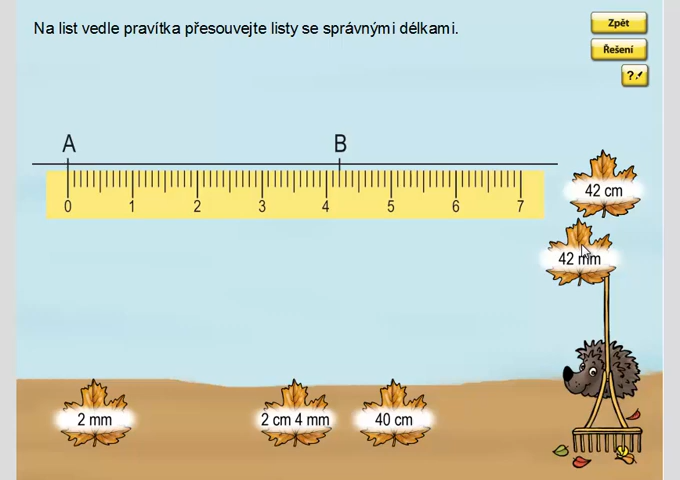 Na list vedle pravítka přesouvejte listy se správnými délkami.
Zpět
Řešení
?
A B
0 1 2 3 4 5 6 7
42 cm
42 mm
2 mm
2 cm 4 mm
40 cm